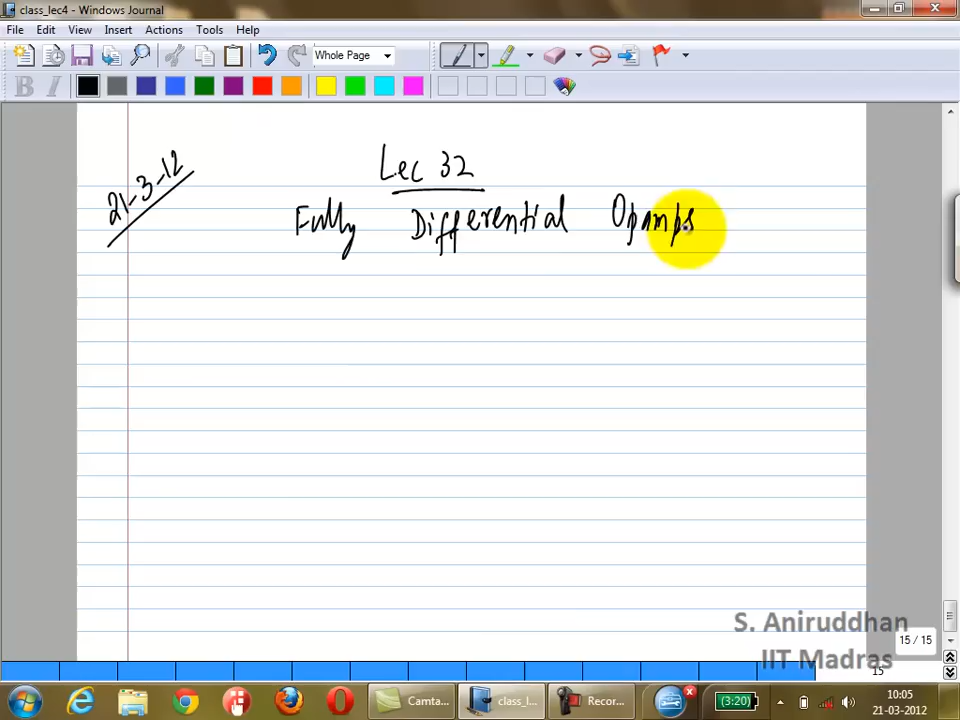 class_lec4 - Windows Journal
File Edit View Insert Actions Tools Help
Whole Page
B I
21-3-12
Lec 32
Fully Differential Opamps
S. Aniruddhan
IIT Madras
15 / 15
15
Camta...
class_l...
Recor...
(3:20)
10:05
21-03-2012